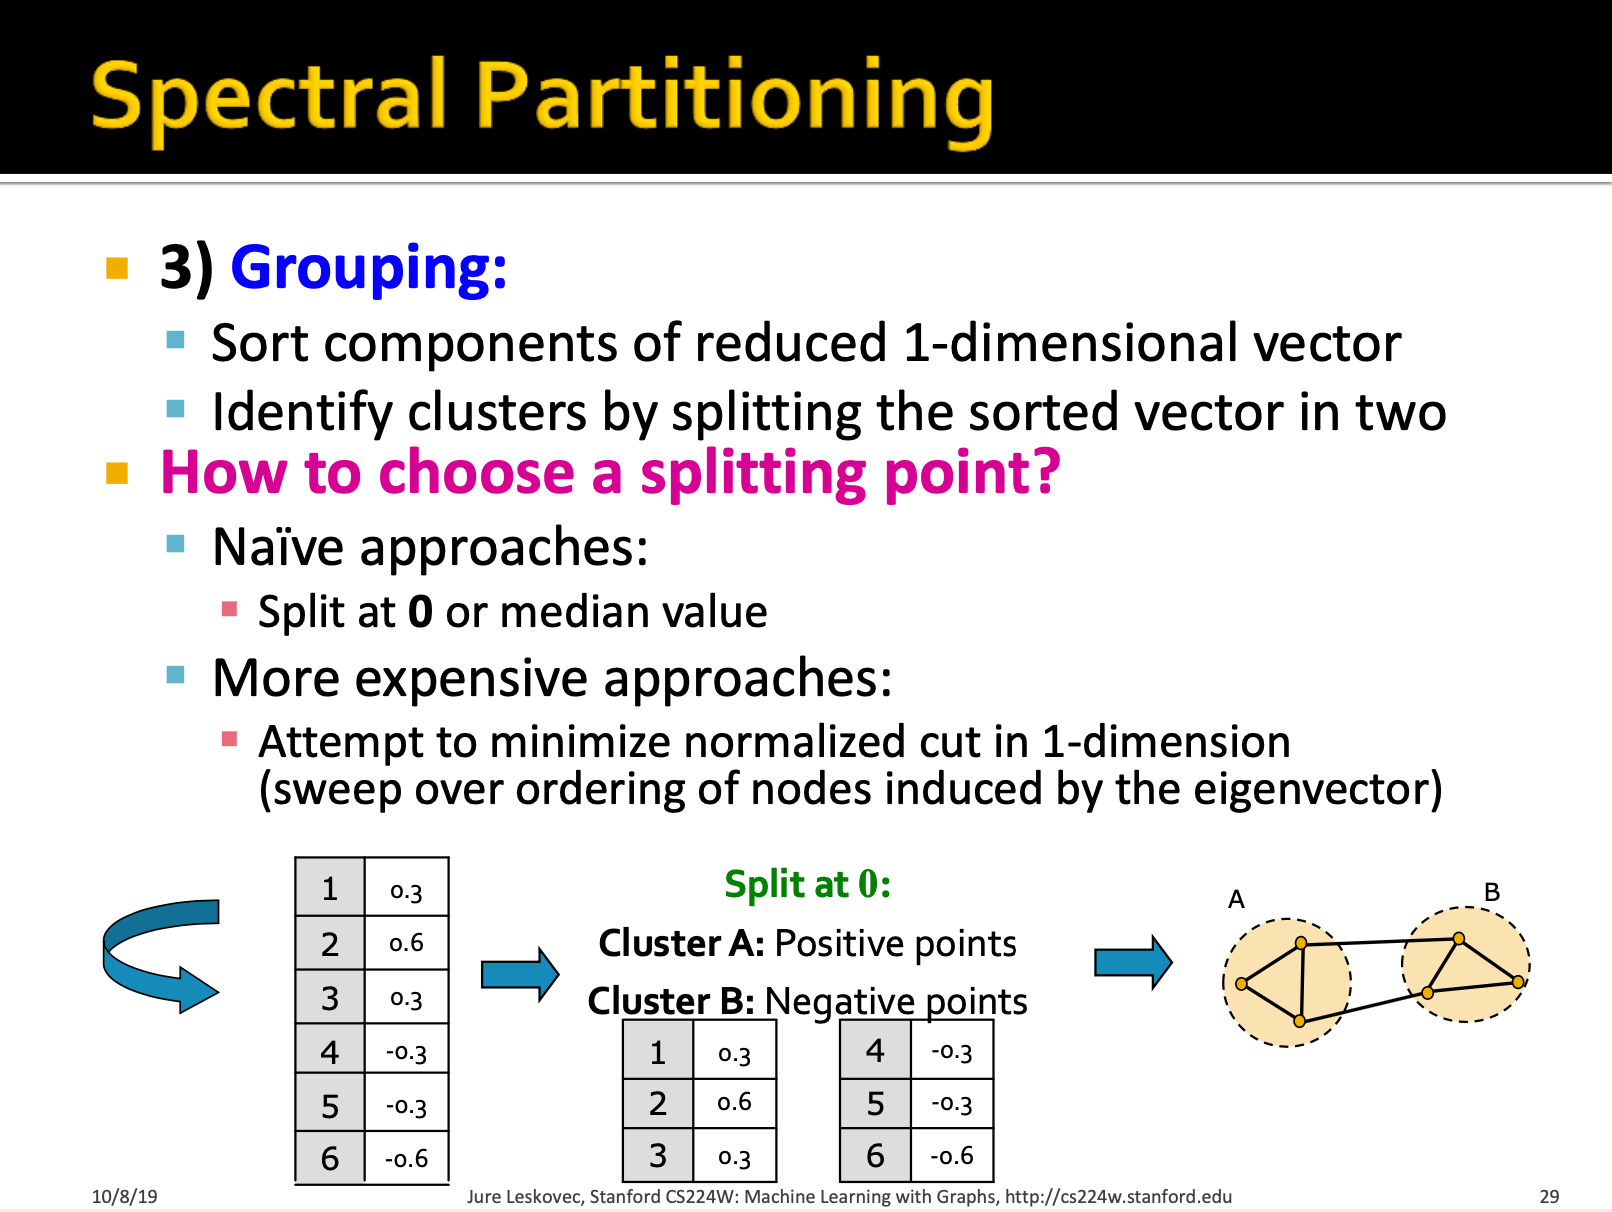 Spectral Partitioning
3) Grouping:
Sort components of reduced 1-dimensional vector
Identify clusters by splitting the sorted vector in two
How to choose a splitting point?
Naïve approaches:
Split at 0 or median value
More expensive approaches:
Attempt to minimize normalized cut in 1-dimension
(sweep over ordering of nodes induced by the eigenvector)
1 0.3
2 0.6
3 0.3
4 -0.3
5 -0.3
6 -0.6
Split at 0:
Cluster A: Positive points
Cluster B: Negative points
1 0.3
2 0.6
3 0.3
4 -0.3
5 -0.3
6 -0.6
A
B
10/8/19
Jure Leskovec, Stanford CS224W: Machine Learning with Graphs, http://cs224w.stanford.edu
29